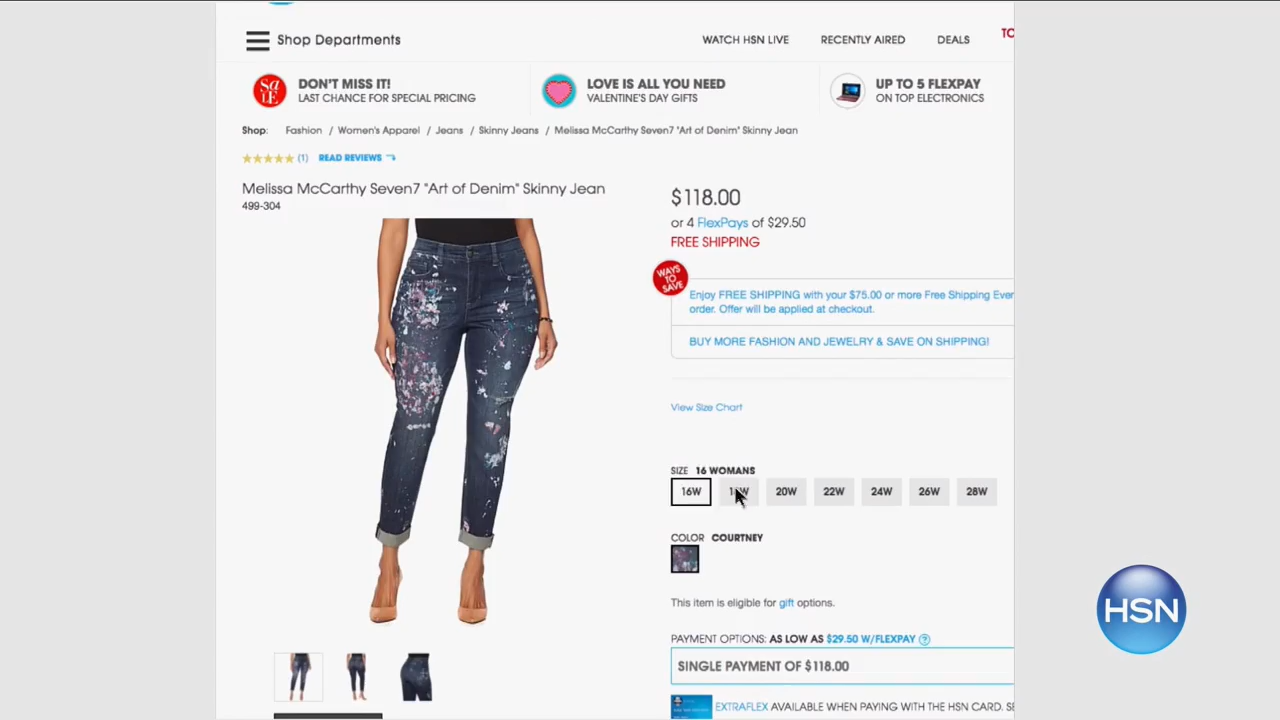 Shop Departments
WATCH HSN LIVE
RECENTLY AIRED
DEALS
TO
SaLE
DON'T MISS IT!
LAST CHANCE FOR SPECIAL PRICING
LOVE IS ALL YOU NEED
VALENTINE'S DAY GIFTS
UP TO 5 FLEXPAY
ON TOP ELECTRONICS
Shop: Fashion / Women's Apparel / Jeans / Skinny Jeans / Melissa McCarthy Seven7 "Art of Denim" Skinny Jean
(1) READ REVIEWS
Melissa McCarthy Seven7 "Art of Denim" Skinny Jean
499-304
$118.00
or 4 FlexPays of $29.50
FREE SHIPPING
WAYS
TO
SAVE
Enjoy FREE SHIPPING with your $75.00 or more Free Shipping Ever
order. Offer will be applied at checkout.
BUY MORE FASHION AND JEWELRY & SAVE ON SHIPPING!
View Size Chart
SIZE 16 WOMANS
16W
20W
22W
24W
26W
28W
COLOR COURTNEY
This item is eligible for gift options.
PAYMENT OPTIONS: AS LOW AS $29.50 W/FLEXPAY ?
SINGLE PAYMENT OF $118.00
EXTRAFLEX AVAILABLE WHEN PAYING WITH THE HSN CARD. SE
HSN